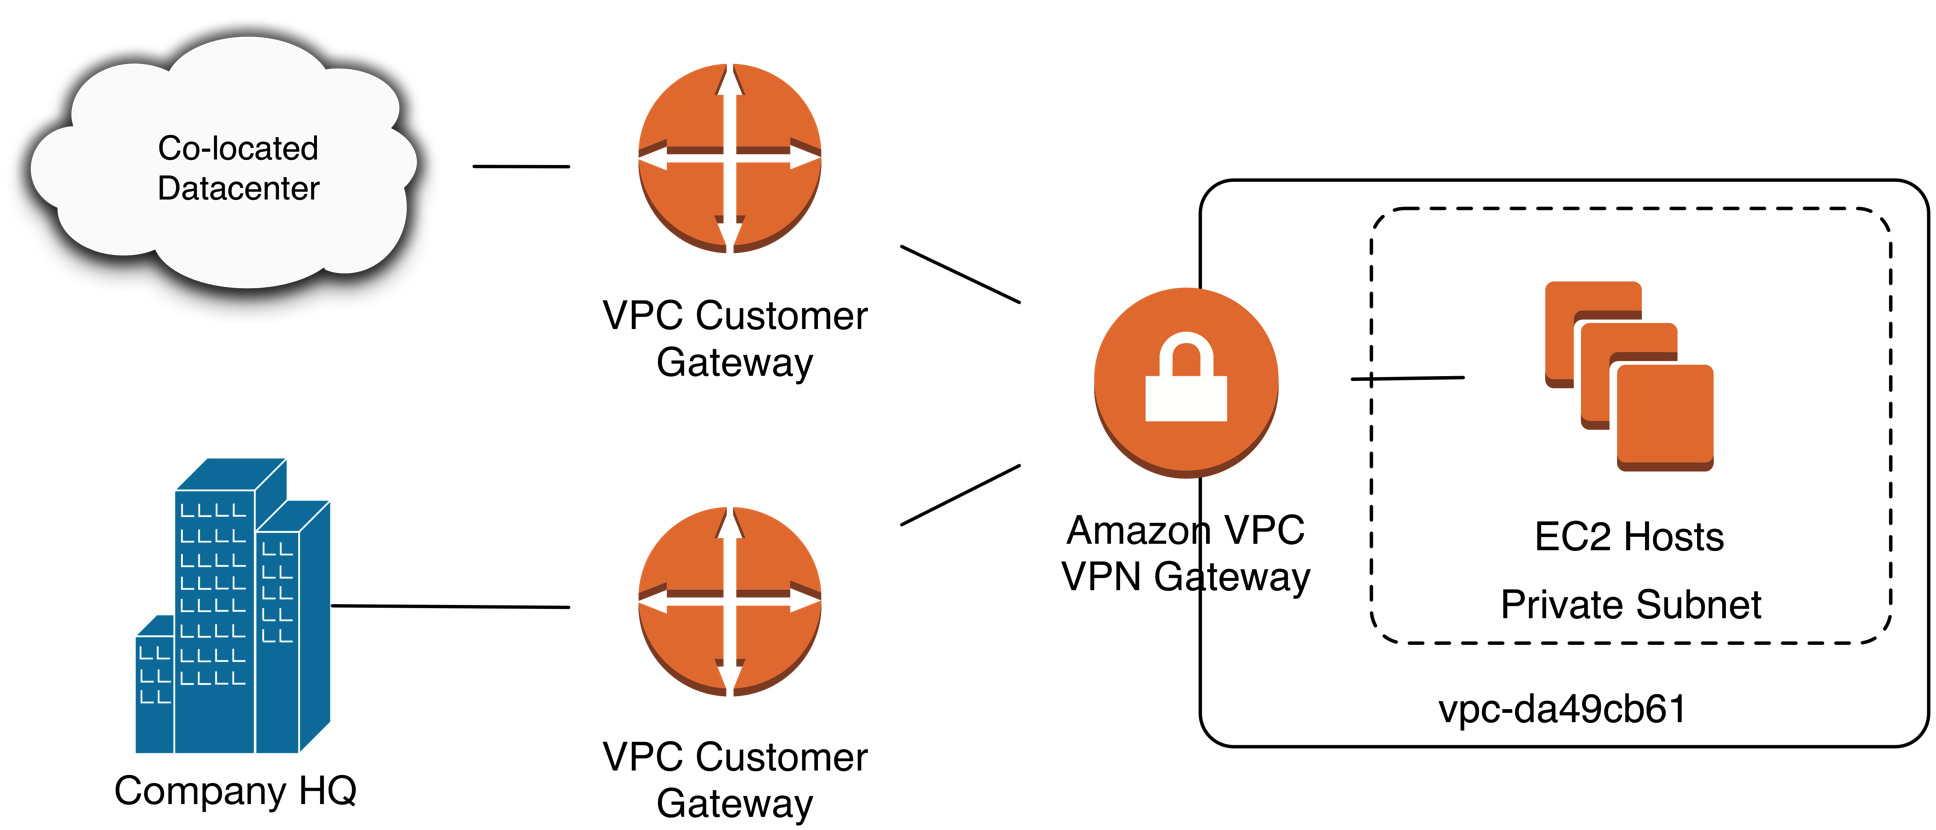 Co-located
Datacenter
VPC Customer
Gateway
Amazon VPC
VPN Gateway
EC2 Hosts
Private Subnet
vpc-da49cb61
Company HQ
VPC Customer
Gateway